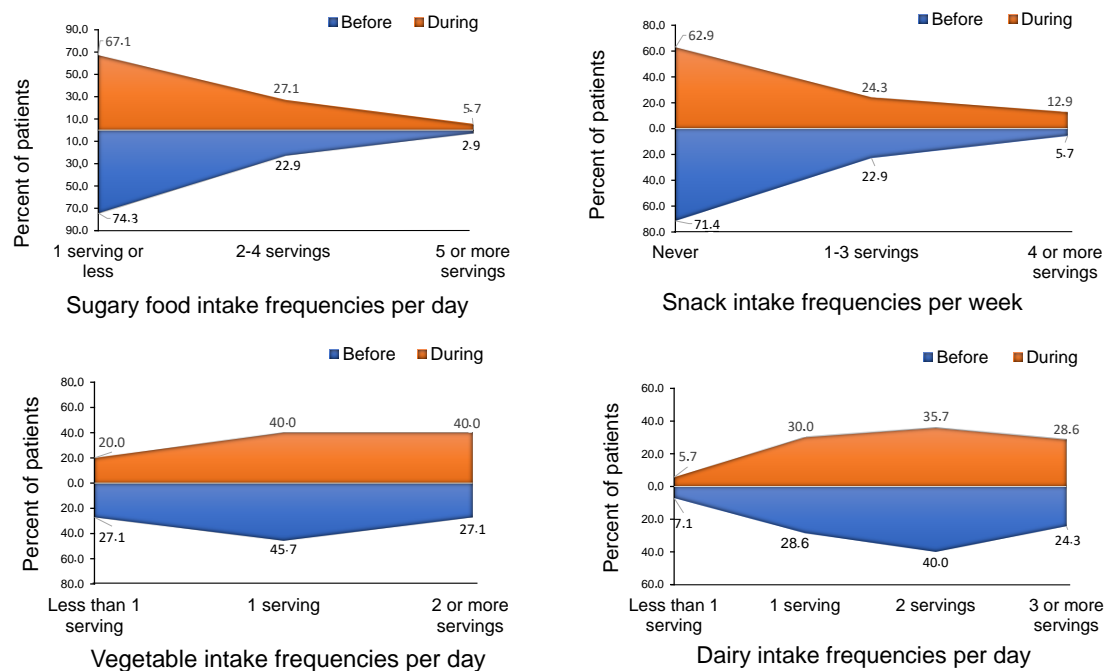 Before During
Percent of patients
90.0
70.0
50.0
30.0
10.0
10.0
30.0
50.0
70.0
90.0
67.1
27.1
5.7
2.9
22.9
74.3
1 serving or
less
2-4 servings
5 or more
servings
Sugary food intake frequencies per day
Before During
Percent of patients
80.0
60.0
40.0
20.0
0.0
20.0
40.0
60.0
80.0
62.9
24.3
12.9
5.7
22.9
71.4
Never
1-3 servings
4 or more
servings
Snack intake frequencies per week
Before During
Percent of patients
80.0
60.0
40.0
20.0
0.0
20.0
40.0
60.0
80.0
20.0
40.0
40.0
27.1
45.7
27.1
Less than 1
serving
1 serving
2 or more
servings
Vegetable intake frequencies per day
Before During
Percent of patients
60.0
40.0
20.0
0.0
20.0
40.0
60.0
5.7
30.0
35.7
28.6
7.1
28.6
40.0
24.3
Less than 1
serving
1 serving
2 servings
3 or more
servings
Dairy intake frequencies per day